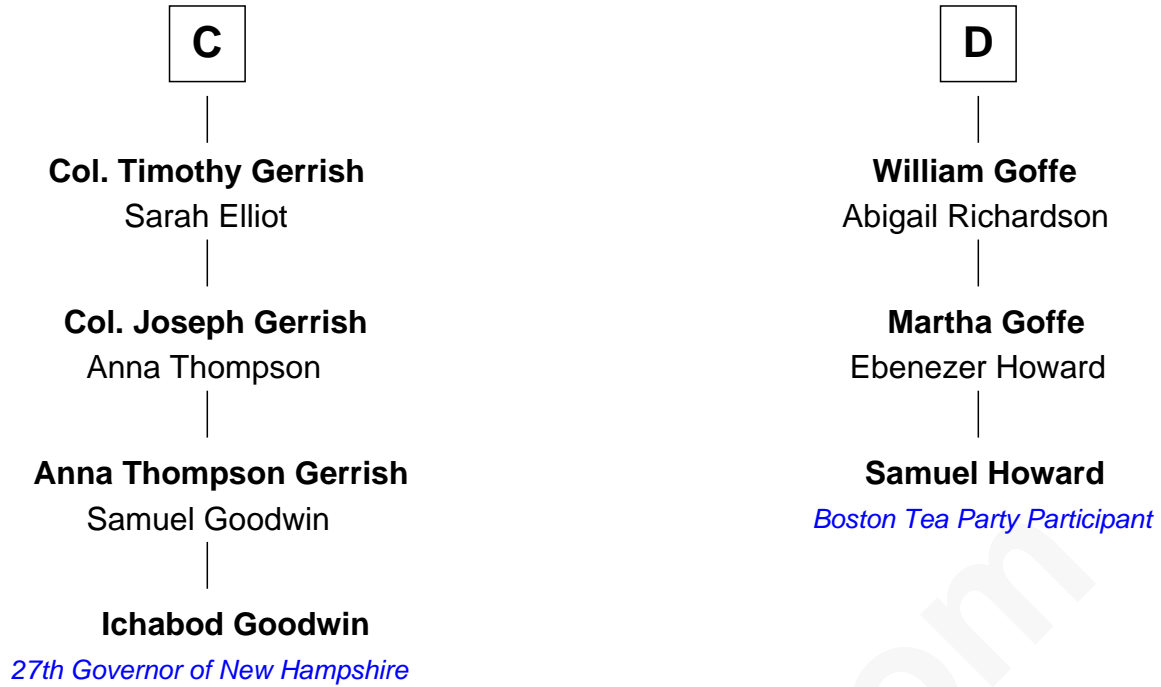 C
Col. Timothy Gerrish
Sarah Elliot
Col. Joseph Gerrish
Anna Thompson
Anna Thompson Gerrish
Samuel Goodwin
Ichabod Goodwin
27th Governor of New Hampshire
D
William Goffe
Abigail Richardson
Martha Goffe
Ebenezer Howard
Samuel Howard
Boston Tea Party Participant
om